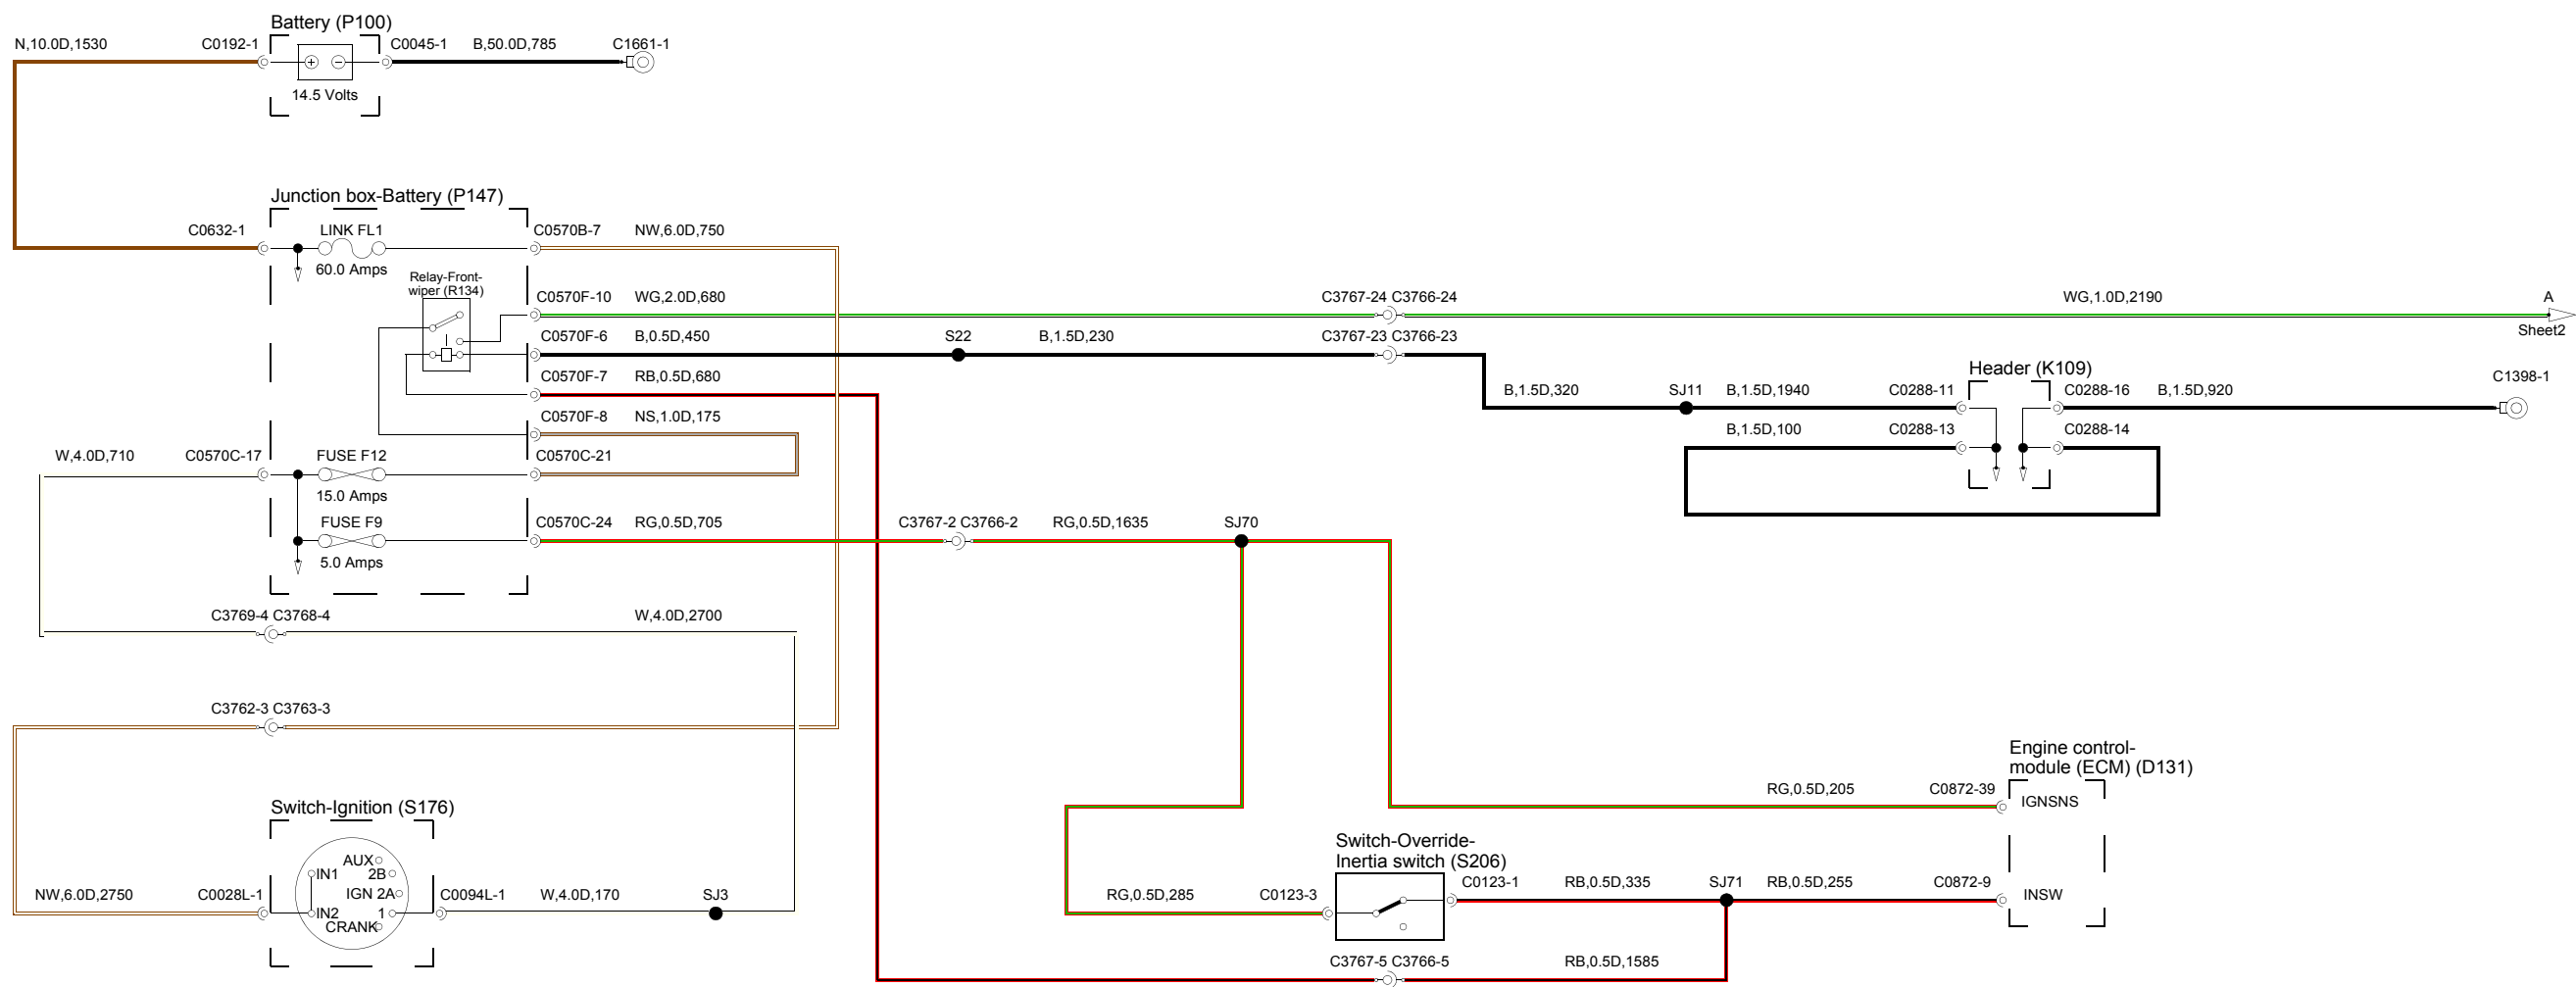 Battery (P100)
N,10.0D,1530
C0192-1
C0045-1
B,50.0D,785
C1661-1
14.5 Volts
Junction box-Battery (P147)
C0632-1
LINK FL1
60.0 Amps
C0570B-7
NW,6.0D,750
Relay-Front-
wiper (R134)
C0570F-10
WG,2.0D,680
C3767-24 C3766-24
WG,1.0D,2190
A
Sheet2
C0570F-6
B,0.5D,450
S22
B,1.5D,230
C3767-23 C3766-23
C0570F-7
RB,0.5D,680
Header (K109)
B,1.5D,320
SJ11
B,1.5D,1940
C0288-11
C0288-16
B,1.5D,920
C1398-1
C0570F-8
NS,1.0D,175
B,1.5D,100
C0288-13
C0288-14
W,4.0D,710
C0570C-17
FUSE F12
15.0 Amps
C0570C-21
FUSE F9
5.0 Amps
C0570C-24
RG,0.5D,705
C3767-2 C3766-2
RG,0.5D,1635
SJ70
C3769-4 C3768-4
W,4.0D,2700
C3762-3 C3763-3
Engine control-
module (ECM) (D131)
RG,0.5D,205
C0872-39
IGNSNS
Switch-Ignition (S176)
AUX
IN1
2B
IGN 2A
IN2
1
CRANK
NW,6.0D,2750
C0028L-1
C0094L-1
W,4.0D,170
SJ3
Switch-Override-
Inertia switch (S206)
RG,0.5D,285
C0123-3
C0123-1
RB,0.5D,335
SJ71
RB,0.5D,255
C0872-9
INSW
C3767-5 C3766-5
RB,0.5D,1585